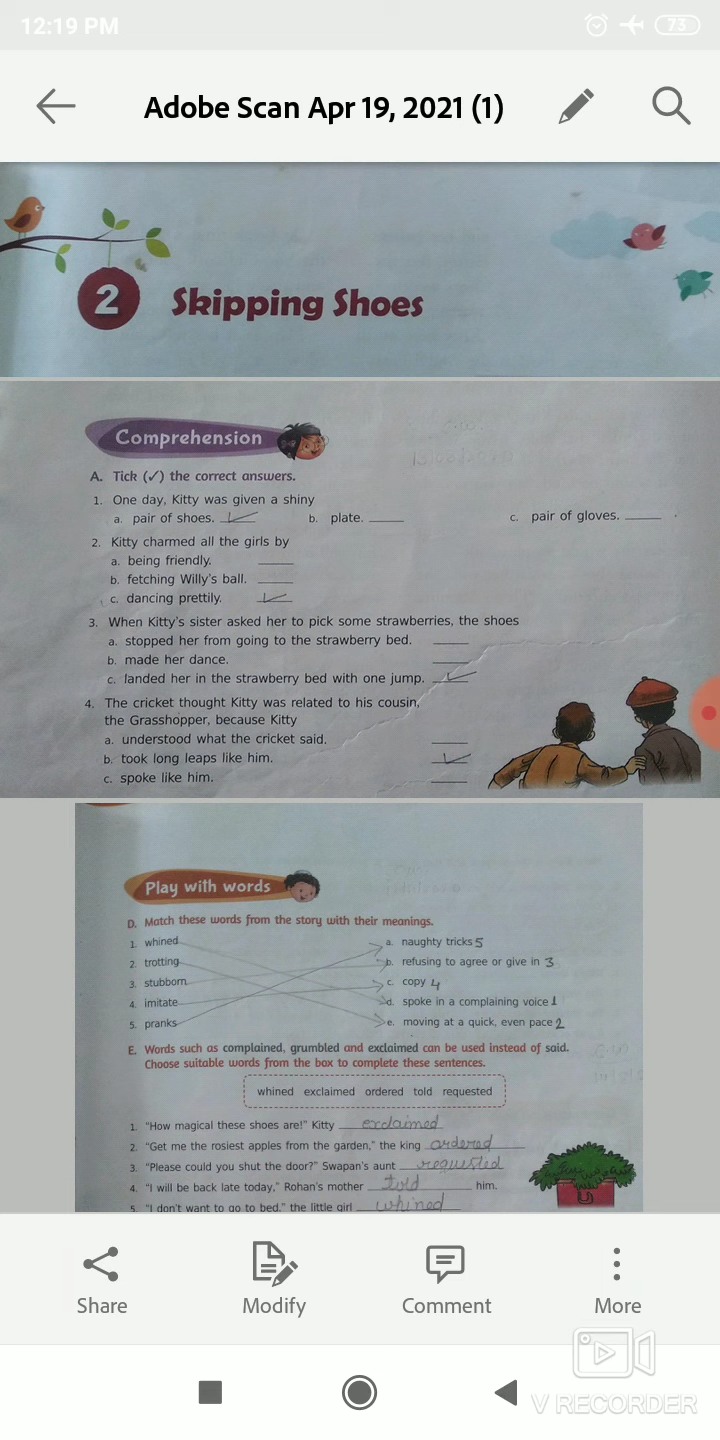 12:19 PM
73
Adobe Scan Apr 19, 2021 (1)
2 Skipping Shoes
Comprehension
A. Tick (✓) the correct answers.
1. One day, Kitty was given a shiny
a. pair of shoes. ✓ b. plate. ____ c. pair of gloves. ____
2. Kitty charmed all the girls by
a. being friendly. ____
b. fetching Willy's ball. ____
c. dancing prettily. ✓
3. When Kitty's sister asked her to pick some strawberries, the shoes
a. stopped her from going to the strawberry bed. ____
b. made her dance. ____
c. landed her in the strawberry bed with one jump. ✓
4. The cricket thought Kitty was related to his cousin,
the Grasshopper, because Kitty
a. understood what the cricket said. ____
b. took long leaps like him. ✓
c. spoke like him. ____
Play with words
D. Match these words from the story with their meanings.
1. whined a. naughty tricks 5
2. trotting b. refusing to agree or give in 3
3. stubborn c. copy 4
4. imitate d. spoke in a complaining voice 1
5. pranks e. moving at a quick, even pace 2
E. Words such as complained, grumbled and exclaimed can be used instead of said.
Choose suitable words from the box to complete these sentences.
whined exclaimed ordered told requested
1. "How magical these shoes are!" Kitty exclaimed
2. "Get me the rosiest apples from the garden," the king ordered
3. "Please could you shut the door?" Swapan's aunt requested
4. "I will be back late today," Rohan's mother told him.
5. "I don't want to go to bed," the little girl whined
Share Modify Comment More
V RECORDER